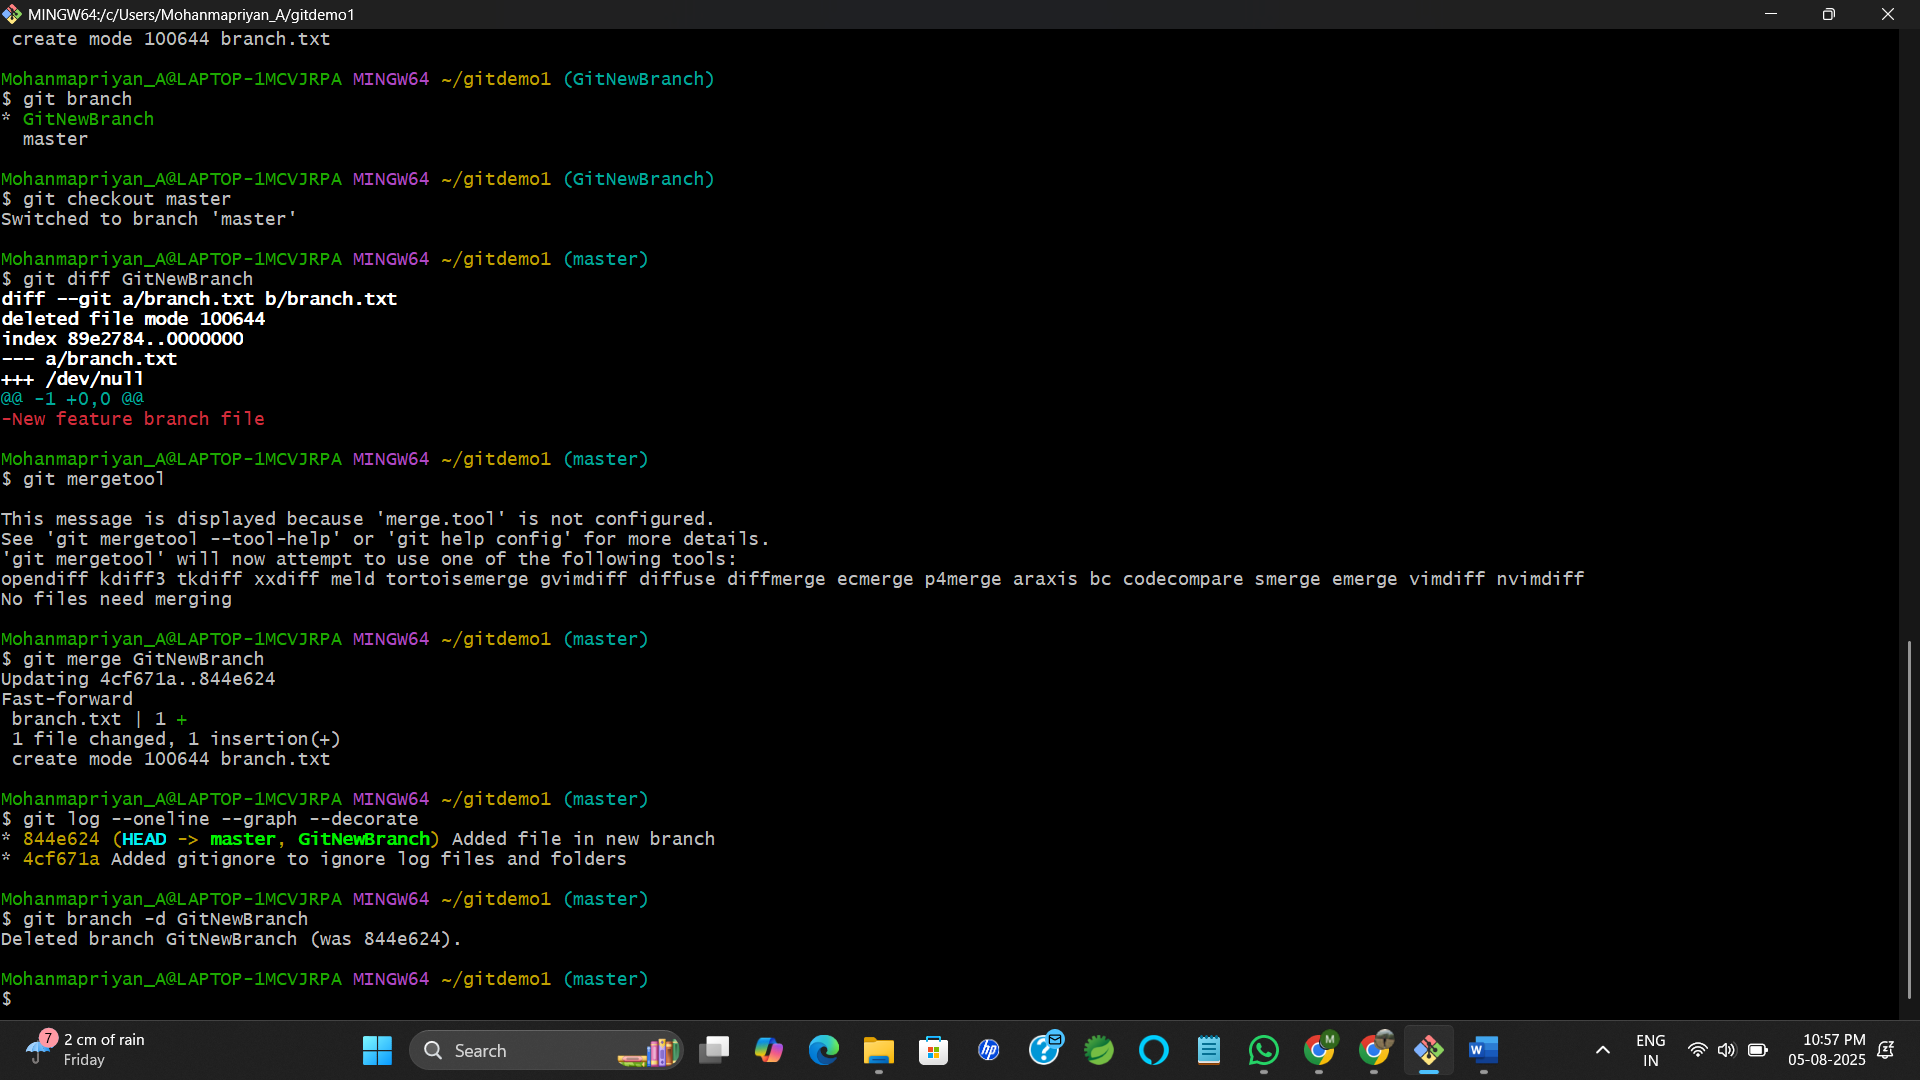 MINGW64:/c/Users/Mohanmapriyan_A/gitdemo1
create mode 100644 branch.txt
Mohanmapriyan_A@LAPTOP-1MCVJRPA MINGW64 ~/gitdemo1 (GitNewBranch)
$ git branch
* GitNewBranch
master
Mohanmapriyan_A@LAPTOP-1MCVJRPA MINGW64 ~/gitdemo1 (GitNewBranch)
$ git checkout master
Switched to branch 'master'
Mohanmapriyan_A@LAPTOP-1MCVJRPA MINGW64 ~/gitdemo1 (master)
$ git diff GitNewBranch
diff --git a/branch.txt b/branch.txt
deleted file mode 100644
index 89e2784..0000000
--- a/branch.txt
+++ /dev/null
@@ -1 +0,0 @@
-New feature branch file
Mohanmapriyan_A@LAPTOP-1MCVJRPA MINGW64 ~/gitdemo1 (master)
$ git mergetool
This message is displayed because 'merge.tool' is not configured.
See 'git mergetool --tool-help' or 'git help config' for more details.
'git mergetool' will now attempt to use one of the following tools:
opendiff kdiff3 tkdiff xxdiff meld tortoisemerge gvimdiff diffuse diffmerge ecmerge p4merge araxis bc codecompare smerge emerge vimdiff nvimdiff
No files need merging
Mohanmapriyan_A@LAPTOP-1MCVJRPA MINGW64 ~/gitdemo1 (master)
$ git merge GitNewBranch
Updating 4cf671a..844e624
Fast-forward
branch.txt | 1 +
1 file changed, 1 insertion(+)
create mode 100644 branch.txt
Mohanmapriyan_A@LAPTOP-1MCVJRPA MINGW64 ~/gitdemo1 (master)
$ git log --oneline --graph --decorate
* 844e624 (HEAD -> master, GitNewBranch) Added file in new branch
* 4cf671a Added gitignore to ignore log files and folders
Mohanmapriyan_A@LAPTOP-1MCVJRPA MINGW64 ~/gitdemo1 (master)
$ git branch -d GitNewBranch
Deleted branch GitNewBranch (was 844e624).
Mohanmapriyan_A@LAPTOP-1MCVJRPA MINGW64 ~/gitdemo1 (master)
$
7
2 cm of rain
Friday
Search
hp
M
W
ENG
IN
10:57 PM
05-08-2025